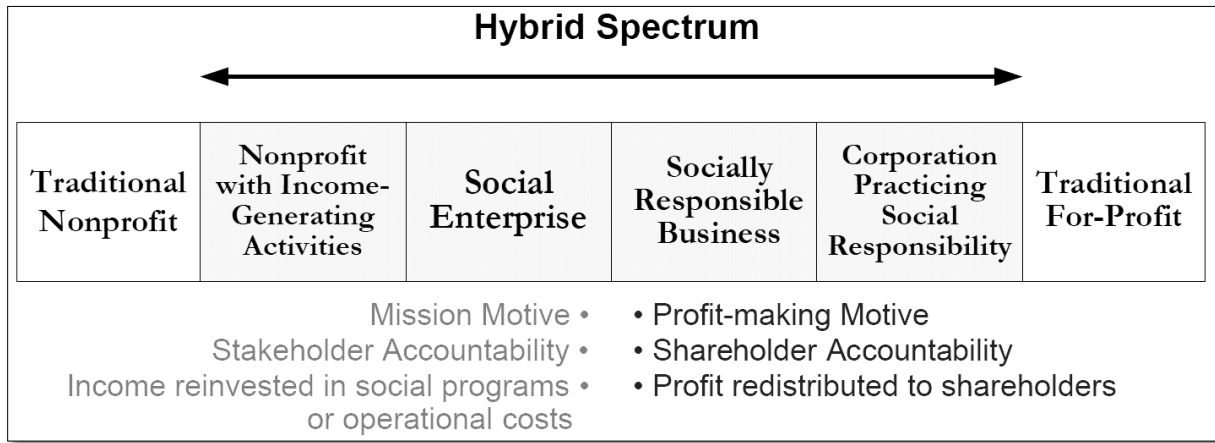 Hybrid Spectrum
Traditional
Nonprofit
Nonprofit
with Income-
Generating
Activities
Social
Enterprise
Socially
Responsible
Business
Corporation
Practicing
Social
Responsibility
Traditional
For-Profit
Mission Motive •
Stakeholder Accountability •
Income reinvested in social programs
or operational costs
• Profit-making Motive
• Shareholder Accountability
• Profit redistributed to shareholders